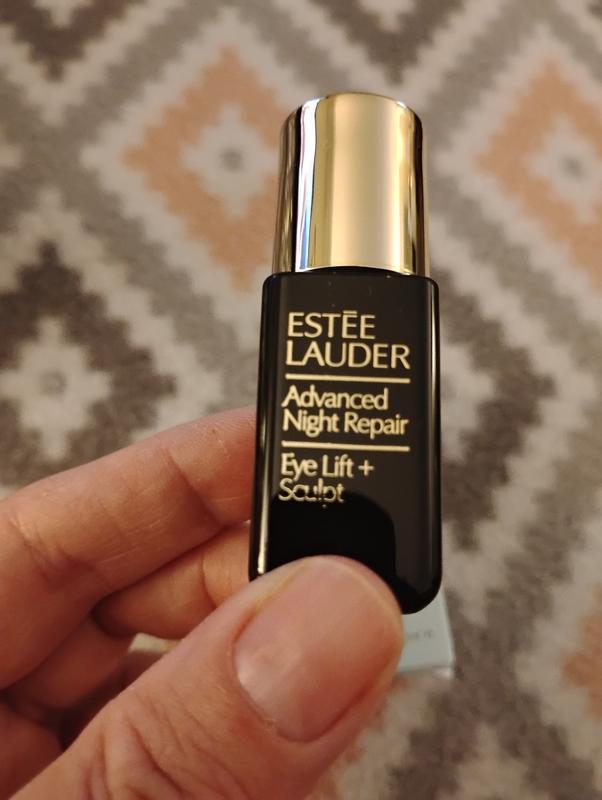 ESTĒE
LAUDER
Advanced
Night Repair
Eye Lift +
Sculpt